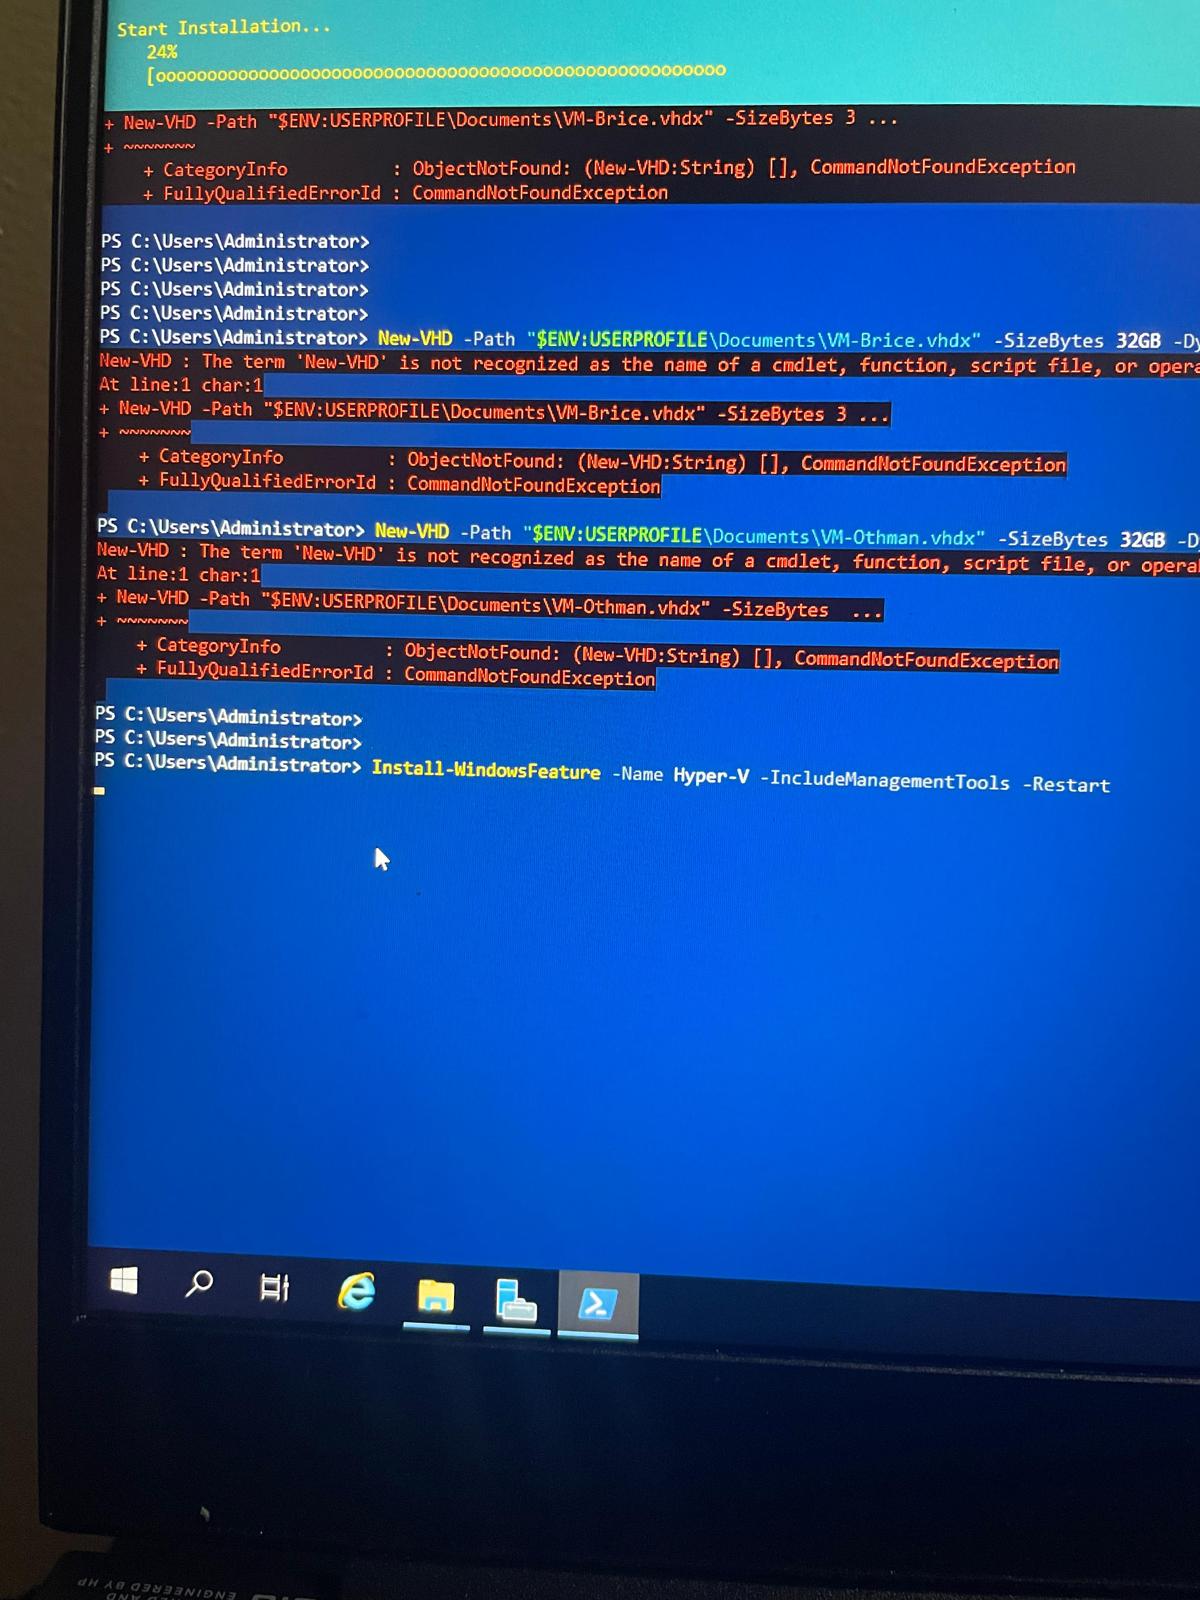 Start Installation...
24%
[oooooooooooooooooooooooooooooooooooooooooooooooooooooooo
+ New-VHD -Path "$ENV:USERPROFILE\Documents\VM-Brice.vhdx" -SizeBytes 3 ...
+ ~~~~~~~
+ CategoryInfo : ObjectNotFound: (New-VHD:String) [], CommandNotFoundException
+ FullyQualifiedErrorId : CommandNotFoundException
PS C:\Users\Administrator>
PS C:\Users\Administrator>
PS C:\Users\Administrator>
PS C:\Users\Administrator>
PS C:\Users\Administrator> New-VHD -Path "$ENV:USERPROFILE\Documents\VM-Brice.vhdx" -SizeBytes 32GB -Dy
New-VHD : The term 'New-VHD' is not recognized as the name of a cmdlet, function, script file, or opera
At line:1 char:1
+ New-VHD -Path "$ENV:USERPROFILE\Documents\VM-Brice.vhdx" -SizeBytes 3 ...
+ ~~~~~~~
+ CategoryInfo : ObjectNotFound: (New-VHD:String) [], CommandNotFoundException
+ FullyQualifiedErrorId : CommandNotFoundException
PS C:\Users\Administrator> New-VHD -Path "$ENV:USERPROFILE\Documents\VM-Othman.vhdx" -SizeBytes 32GB -D
New-VHD : The term 'New-VHD' is not recognized as the name of a cmdlet, function, script file, or opera
At line:1 char:1
+ New-VHD -Path "$ENV:USERPROFILE\Documents\VM-Othman.vhdx" -SizeBytes ...
+ ~~~~~~~
+ CategoryInfo : ObjectNotFound: (New-VHD:String) [], CommandNotFoundException
+ FullyQualifiedErrorId : CommandNotFoundException
PS C:\Users\Administrator>
PS C:\Users\Administrator>
PS C:\Users\Administrator> Install-WindowsFeature -Name Hyper-V -IncludeManagementTools -Restart
ENGINEERED BY HP